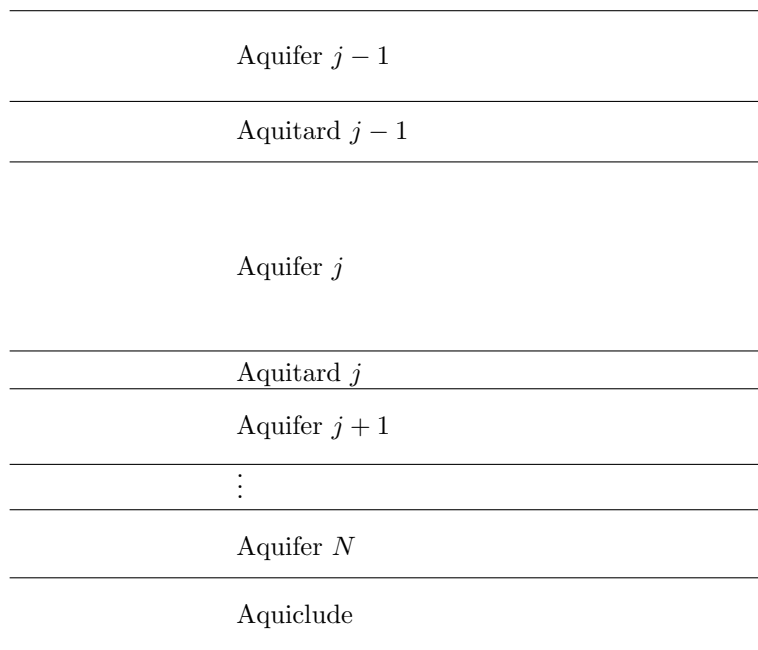 Aquifer j − 1
Aquitard j − 1
Aquifer j
Aquitard j
Aquifer j + 1
⋮
Aquifer N
Aquiclude